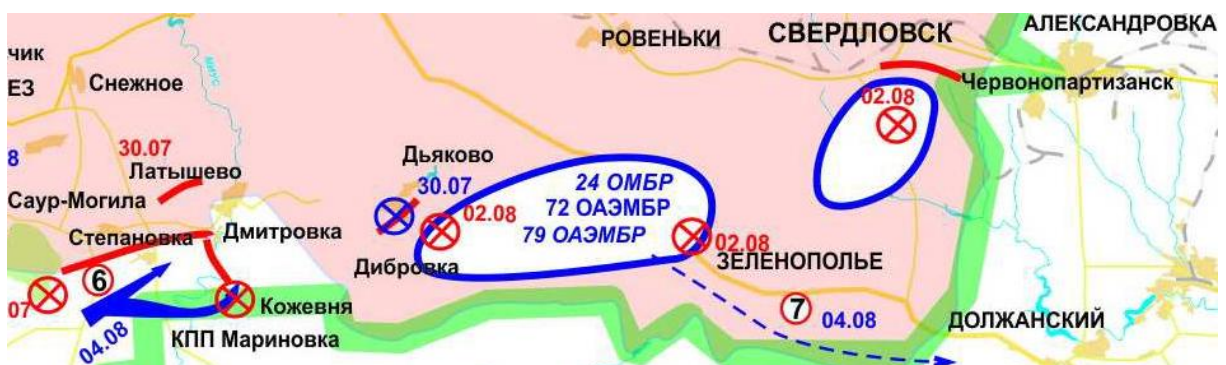 АЛЕКСАНДРОВКА
СВЕРДЛОВСК
РОВЕНЬКИ
ЧИК
ЕЗ
Снежное
миус
Червонопартизанск
02.08
30.07
8
Латышево
Дьяково
30.07
24 ОМБР
72 ОАЭМБР
79 ОАЭМБР
Саур-Могила
02.08
Степановка
Дмитровка
02.08
Дибровка
ЗЕЛЕНОПОЛЬЕ
6
07
Кожевня
7
04.08
ДОЛЖАНСКИЙ
04.08
КПП Мариновка